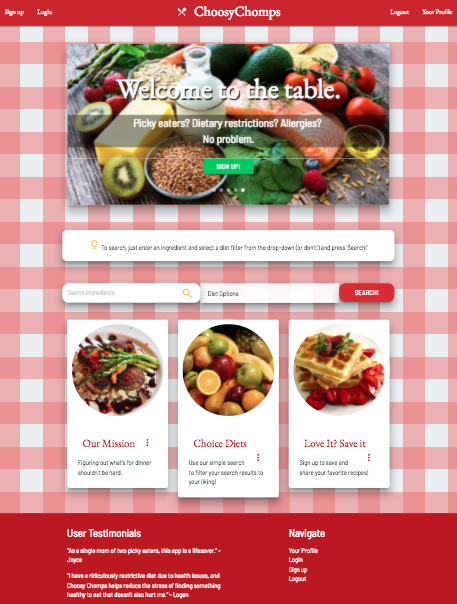 Sign up Login ChoosyChomps Logout Your Profile
Welcome to the table.
Picky eaters? Dietary restrictions? Allergies?
No problem.
SIGN UP!
To search, just enter an ingredient and select a diet filter from the drop-down (or don't!) and press 'Search!'
Search ingredients Diet Options SEARCH!
Our Mission
Figuring out what's for dinner
shouldn't be hard.
Choice Diets
Use our simple search
to filter your search results to
your liking!
Love It? Save it
Sign up to save and
share your favorite recipes!
User Testimonials
"As a single mom of two picky eaters, this app is a lifesaver." -
Joyce
"I have a ridiculously restrictive diet due to health issues, and
Choosy Chomps helps reduce the stress of finding something
healthy to eat that doesn't also hurt me." - Logan
Navigate
Your Profile
Login
Sign up
Logout